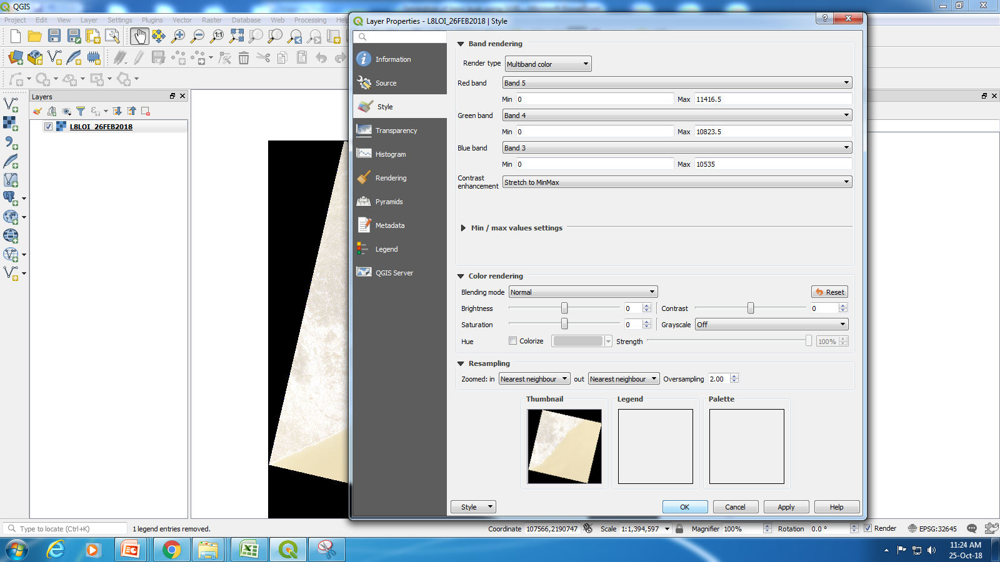 QGIS
Project Edit View Layer Settings Plugins Vector Raster Database Web Processing Help
Layers
L8LOI_26FEB2018
Layer Properties - L8LOI_26FEB2018 | Style
Information
Source
Style
Transparency
Histogram
Rendering
Pyramids
Metadata
Legend
QGIS Server
Band rendering
Render type Multiband color
Red band Band 5
Min 0 Max 11416.5
Green band Band 4
Min 0 Max 10823.5
Blue band Band 3
Min 0 Max 10535
Contrast
enhancement Stretch to MinMax
Min / max values settings
Color rendering
Blending mode Normal Reset
Brightness 0 Contrast 0
Saturation 0 Grayscale Off
Hue Colorize Strength 100%
Resampling
Zoomed: in Nearest neighbour out Nearest neighbour Oversampling 2.00
Thumbnail Legend Palette
Style OK Cancel Apply Help
Type to locate (Ctrl+K) 1 legend entries removed. Coordinate 107566,2190747 Scale 1:1,394,597 Magnifier 100% Rotation 0.0 ° Render EPSG:32645
11:24 AM
25-Oct-18